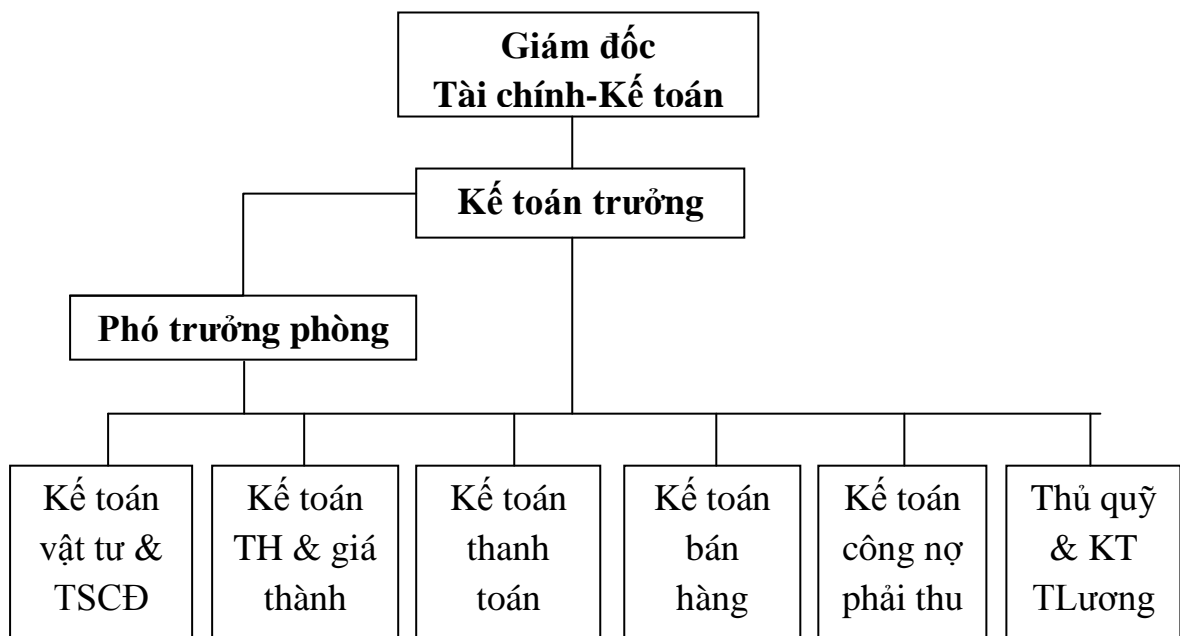 Giám đốc
Tài chính-Kế toán
Kế toán trưởng
Phó trưởng phòng
Kế toán
vật tư &
TSCĐ
Kế toán
TH & giá
thành
Kế toán
thanh
toán
Kế toán
bán
hàng
Kế toán
công nợ
phải thu
Thủ quỹ
& KT
TLương